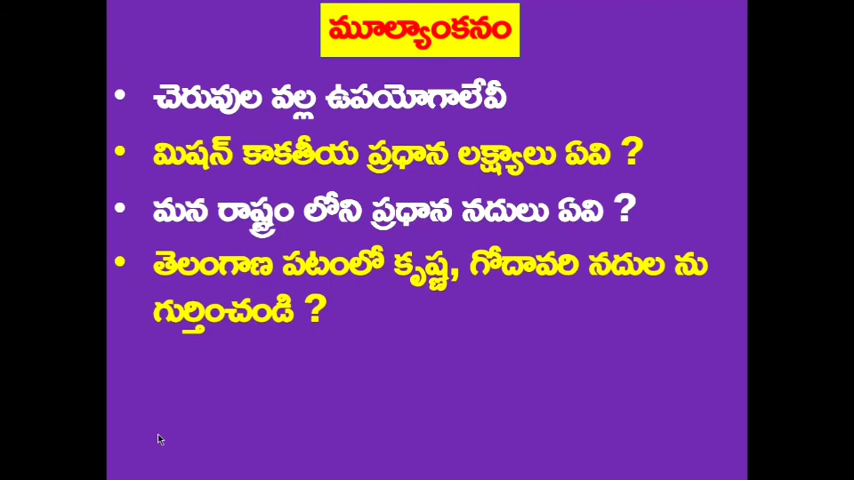 మూల్యాంకనం
• చెరువుల వల్ల ఉపయోగాలేవీ
• మిషన్ కాకతీయ ప్రధాన లక్ష్యాలు ఏవి ?
• మన రాష్ట్రం లోని ప్రధాన నదులు ఏవి ?
• తెలంగాణ పటంలో కృష్ణ, గోదావరి నదుల ను
గుర్తించండి ?